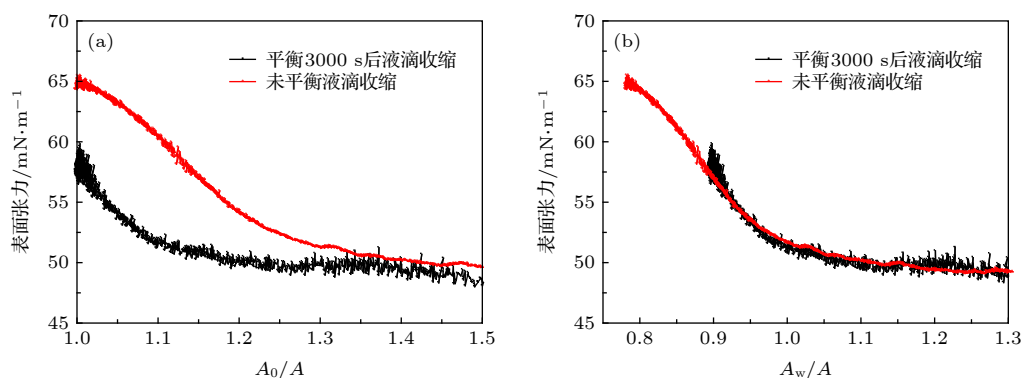 (a)
平衡3000 s后液滴收缩
未平衡液滴收缩
70
65
60
55
50
45
表面张力/mN·m⁻¹
1.0 1.1 1.2 1.3 1.4 1.5
A₀/A
(b)
平衡3000 s后液滴收缩
未平衡液滴收缩
70
65
60
55
50
45
表面张力/mN·m⁻¹
0.8 0.9 1.0 1.1 1.2 1.3
A_w/A